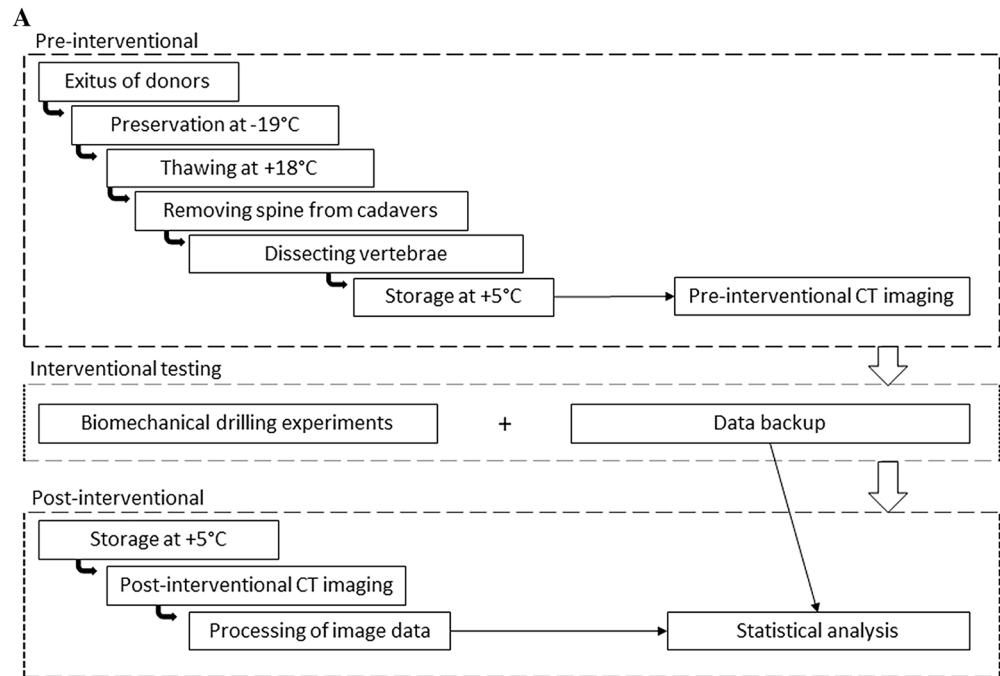 A
Pre-interventional
Exitus of donors
Preservation at -19°C
Thawing at +18°C
Removing spine from cadavers
Dissecting vertebrae
Storage at +5°C
Pre-interventional CT imaging
Interventional testing
Biomechanical drilling experiments
+
Data backup
Post-interventional
Storage at +5°C
Post-interventional CT imaging
Processing of image data
Statistical analysis